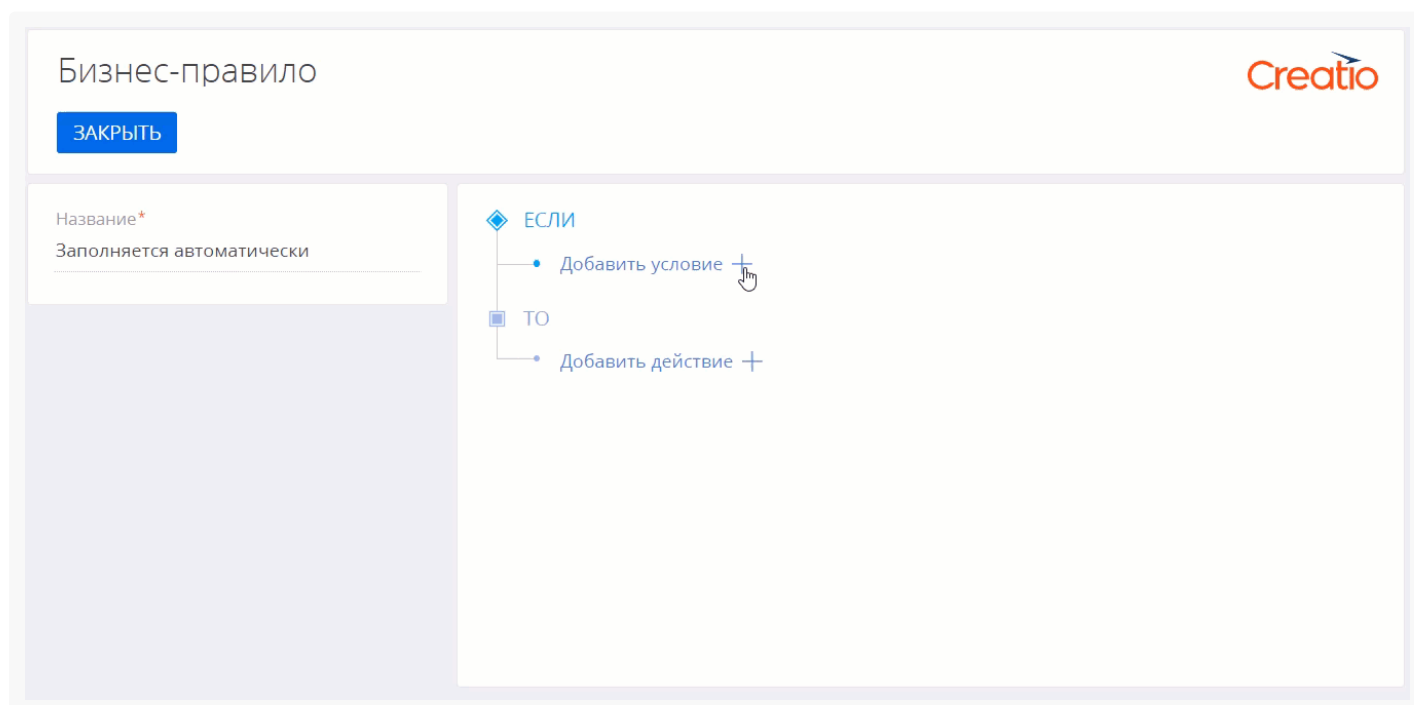 Бизнес-правило
Creatio
ЗАКРЫТЬ
Название*
Заполняется автоматически
ЕСЛИ
Добавить условие
ТО
Добавить действие